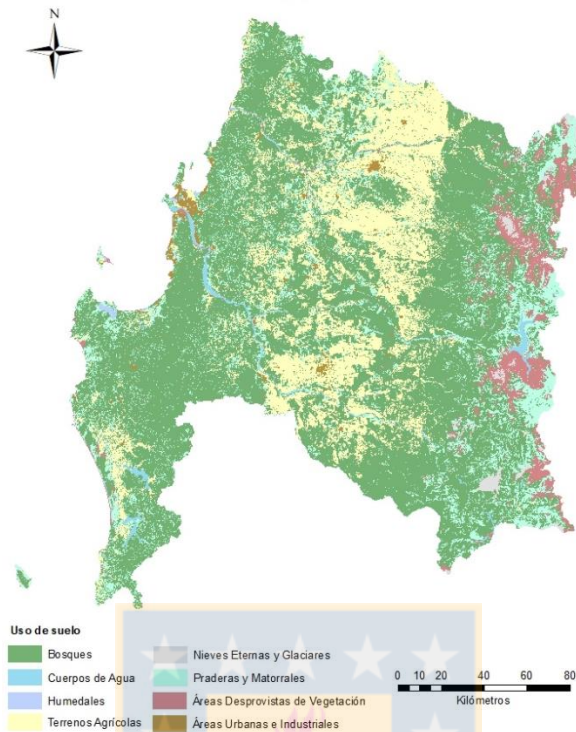 N
Uso de suelo
Bosques
Cuerpos de Agua
Humedales
Terrenos Agrícolas
Nieves Eternas y Glaciares
Praderas y Matorrales
Áreas Desprovistas de Vegetación
Áreas Urbanas e Industriales
0 10 20 40 60 80
Kilómetros